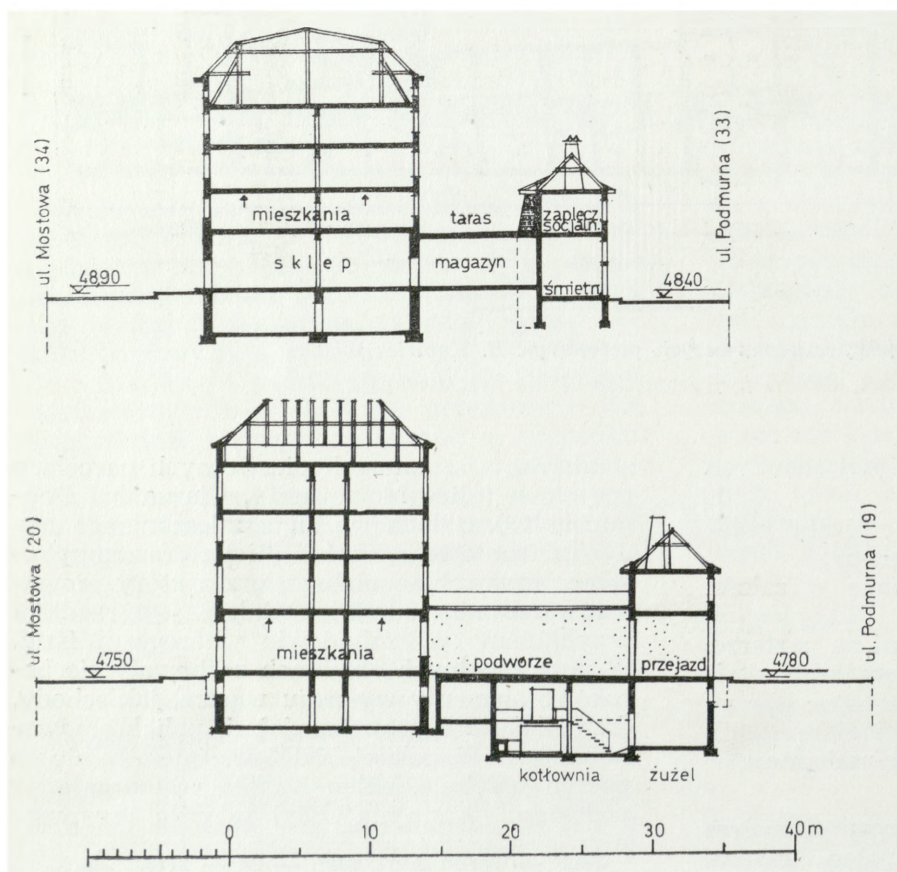 ul. Mostowa (34)
ul. Podmurna (33)
mieszkania
taras
zaplecz.
socjaln.
sklep
magazyn
4890
śmietn.
4840
ul. Mostowa (20)
ul. Podmurna (19)
4750
mieszkania
podwórze
przejazd
4780
kotłownia
żużel
0 10 20 30 40 m